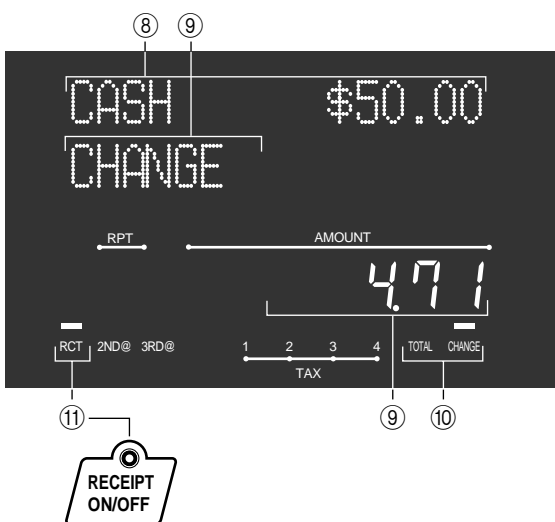 ⑧ ⑨
CASH $50.00
CHANGE
RPT AMOUNT
4.71
RCT 2ND@ 3RD@ 1 2 3 4 TOTAL CHANGE
TAX
⑪ ⑨ ⑩
RECEIPT
ON/OFF